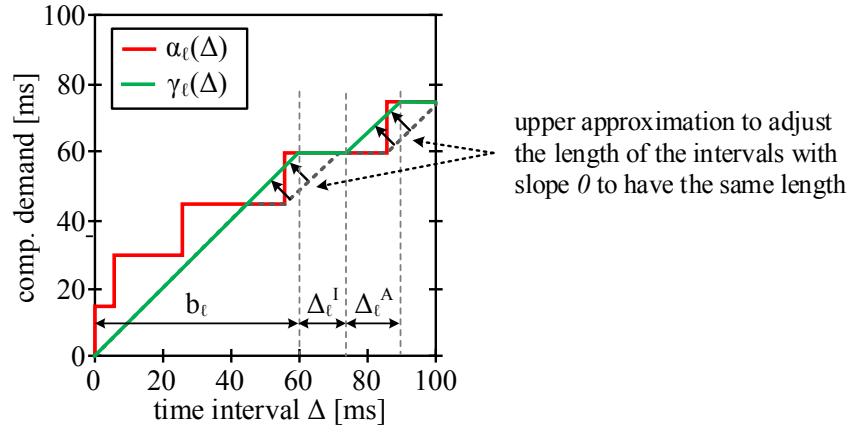 100
80
60
40
20
0
comp. demand [ms]
αℓ(Δ)
γℓ(Δ)
bℓ
Δℓᴵ
Δℓᴬ
0
20
40
60
80
100
time interval Δ [ms]
upper approximation to adjust
the length of the intervals with
slope 0 to have the same length